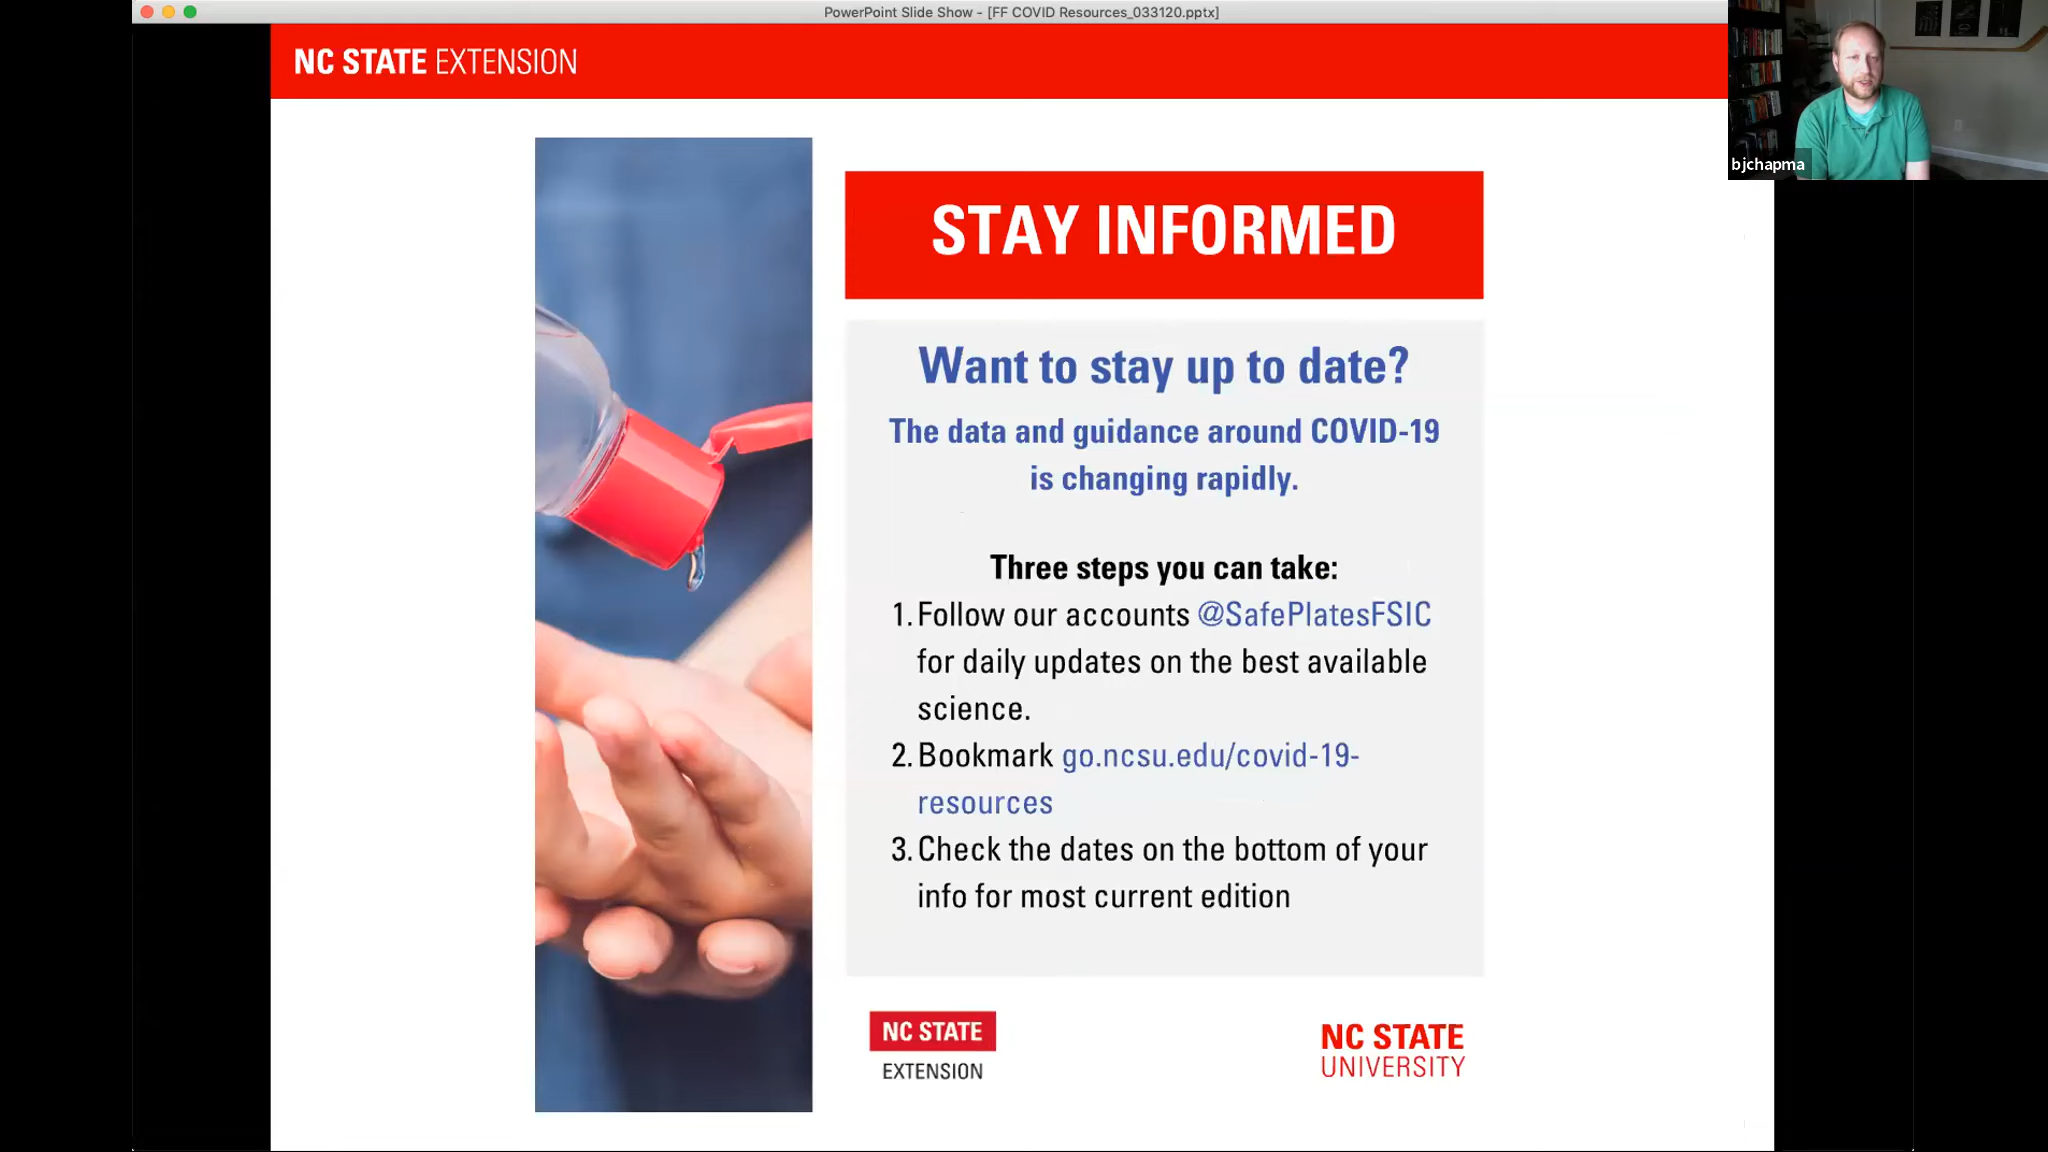 PowerPoint Slide Show - [FF COVID Resources_033120.pptx]
NC STATE EXTENSION
bjchapma
STAY INFORMED
Want to stay up to date?
The data and guidance around COVID-19
is changing rapidly.
Three steps you can take:
1. Follow our accounts @SafePlatesFSIC
for daily updates on the best available
science.
2. Bookmark go.ncsu.edu/covid-19-
resources
3. Check the dates on the bottom of your
info for most current edition
NC STATE
EXTENSION
NC STATE
UNIVERSITY